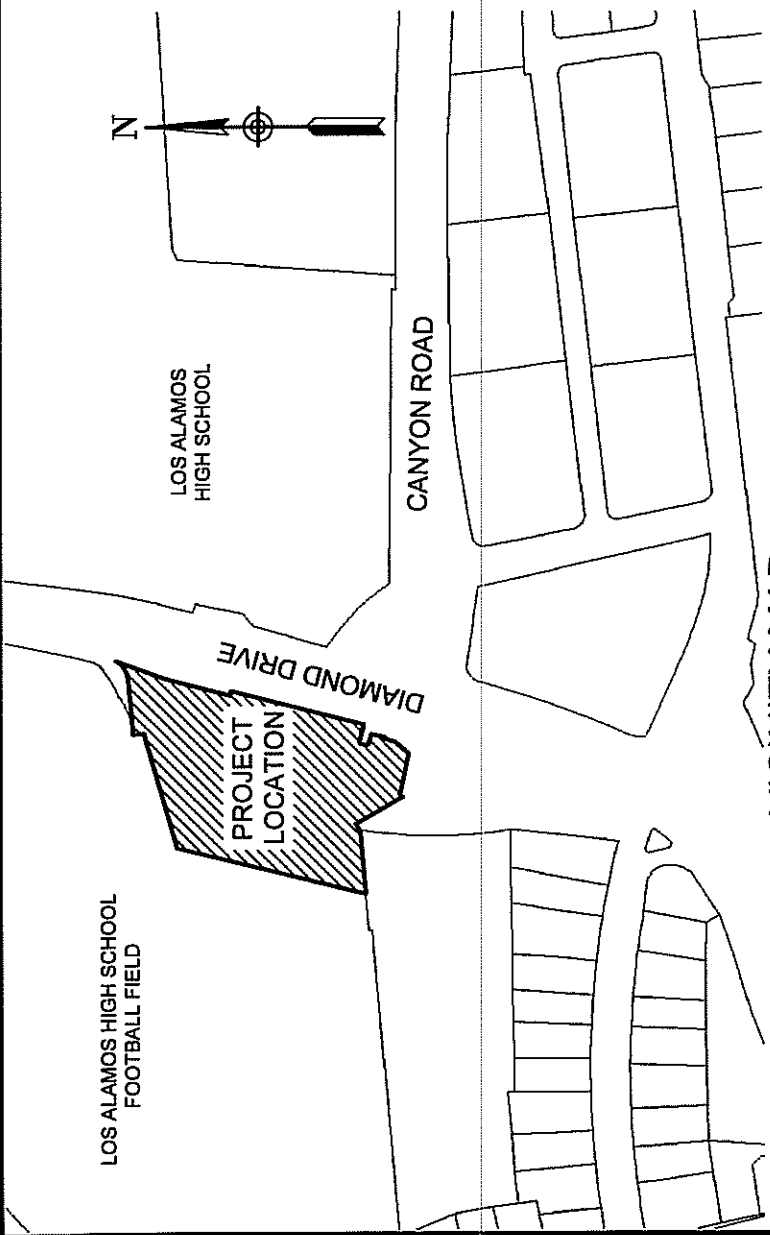 N
LOS ALAMOS
HIGH SCHOOL
CANYON ROAD
DIAMOND DRIVE
PROJECT
LOCATION
LOS ALAMOS HIGH SCHOOL
FOOTBALL FIELD